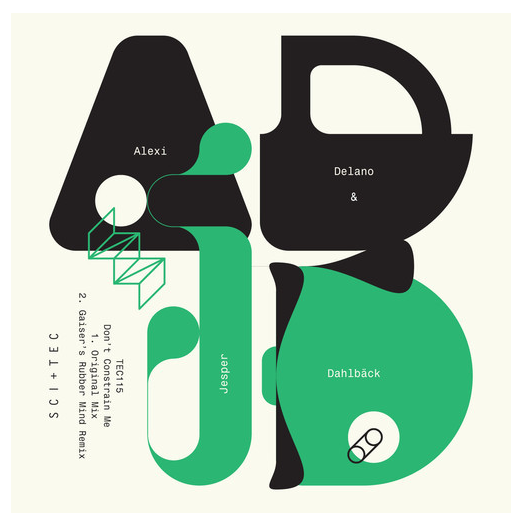 Alexi
Delano
&
Jesper
Dahlbäck
TEC115
Don't Constrain Me
1. Original Mix
2. Gaiser's Rubber Mind Remix
SCI+TEC